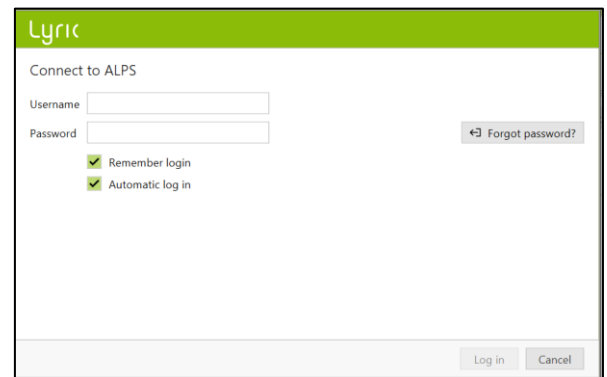 Lyric
Connect to ALPS
Username
Password
Forgot password?
Remember login
Automatic log in
Log in Cancel